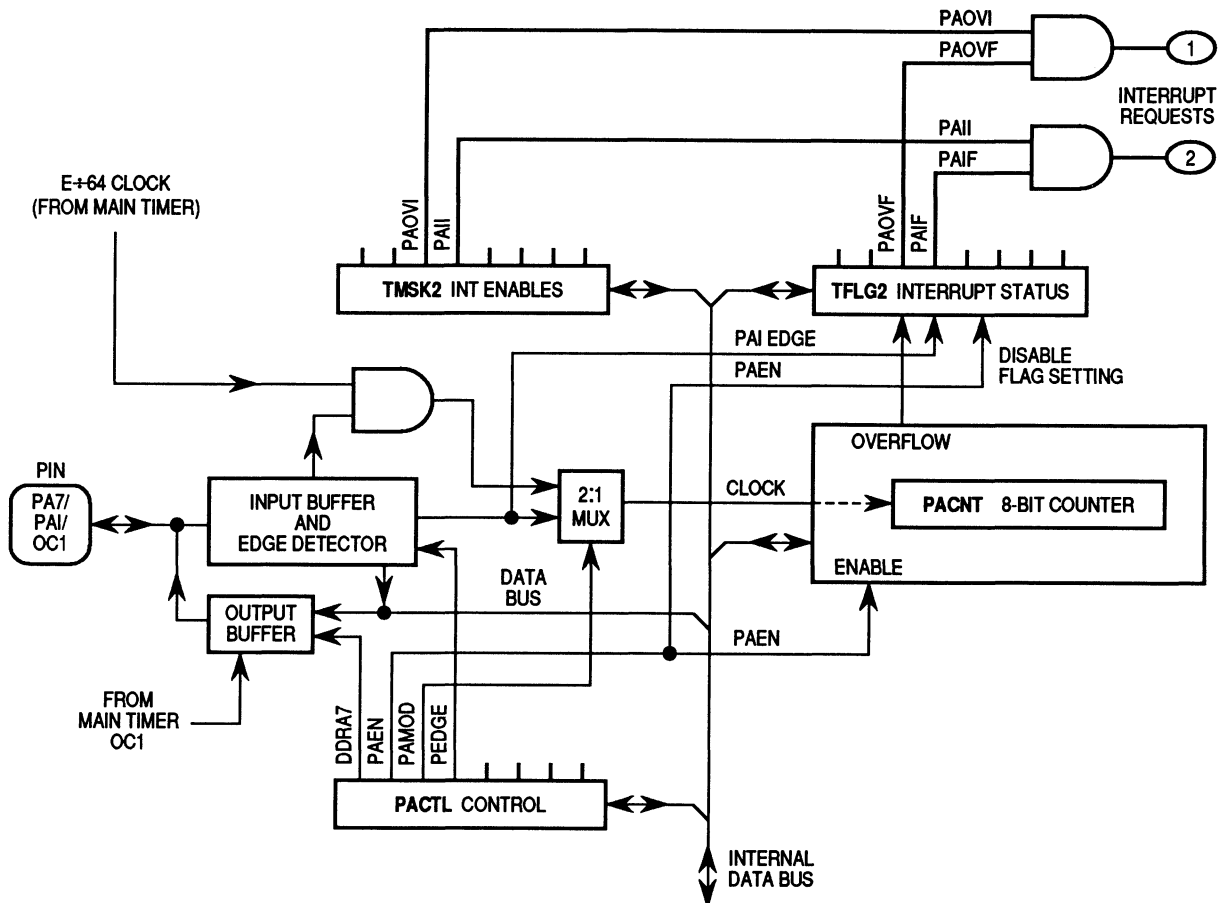 PAOVI
PAOVF
1
INTERRUPT
REQUESTS
PAII
PAIF
2
E÷64 CLOCK
(FROM MAIN TIMER)
PAOVI
PAII
PAOVF
PAIF
TMSK2 INT ENABLES
TFLG2 INTERRUPT STATUS
PAI EDGE
PAEN
DISABLE
FLAG SETTING
OVERFLOW
PIN
PA7/
PAI/
OC1
INPUT BUFFER
AND
EDGE DETECTOR
2:1
MUX
CLOCK
PACNT 8-BIT COUNTER
ENABLE
DATA
BUS
OUTPUT
BUFFER
PAEN
FROM
MAIN TIMER
OC1
DDRA7
PAEN
PAMOD
PEDGE
PACTL CONTROL
INTERNAL
DATA BUS